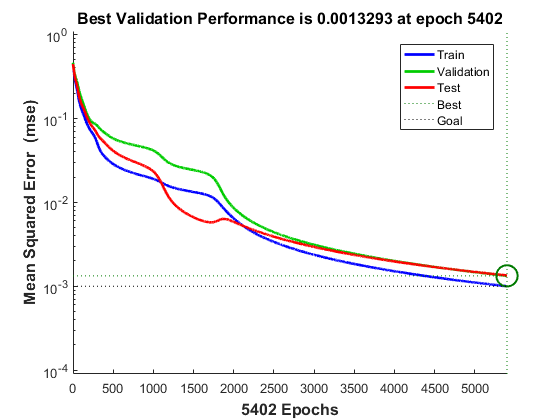 Best Validation Performance is 0.0013293 at epoch 5402
10^0
10^-1
10^-2
10^-3
10^-4
Mean Squared Error (mse)
Train
Validation
Test
Best
Goal
0 500 1000 1500 2000 2500 3000 3500 4000 4500 5000
5402 Epochs